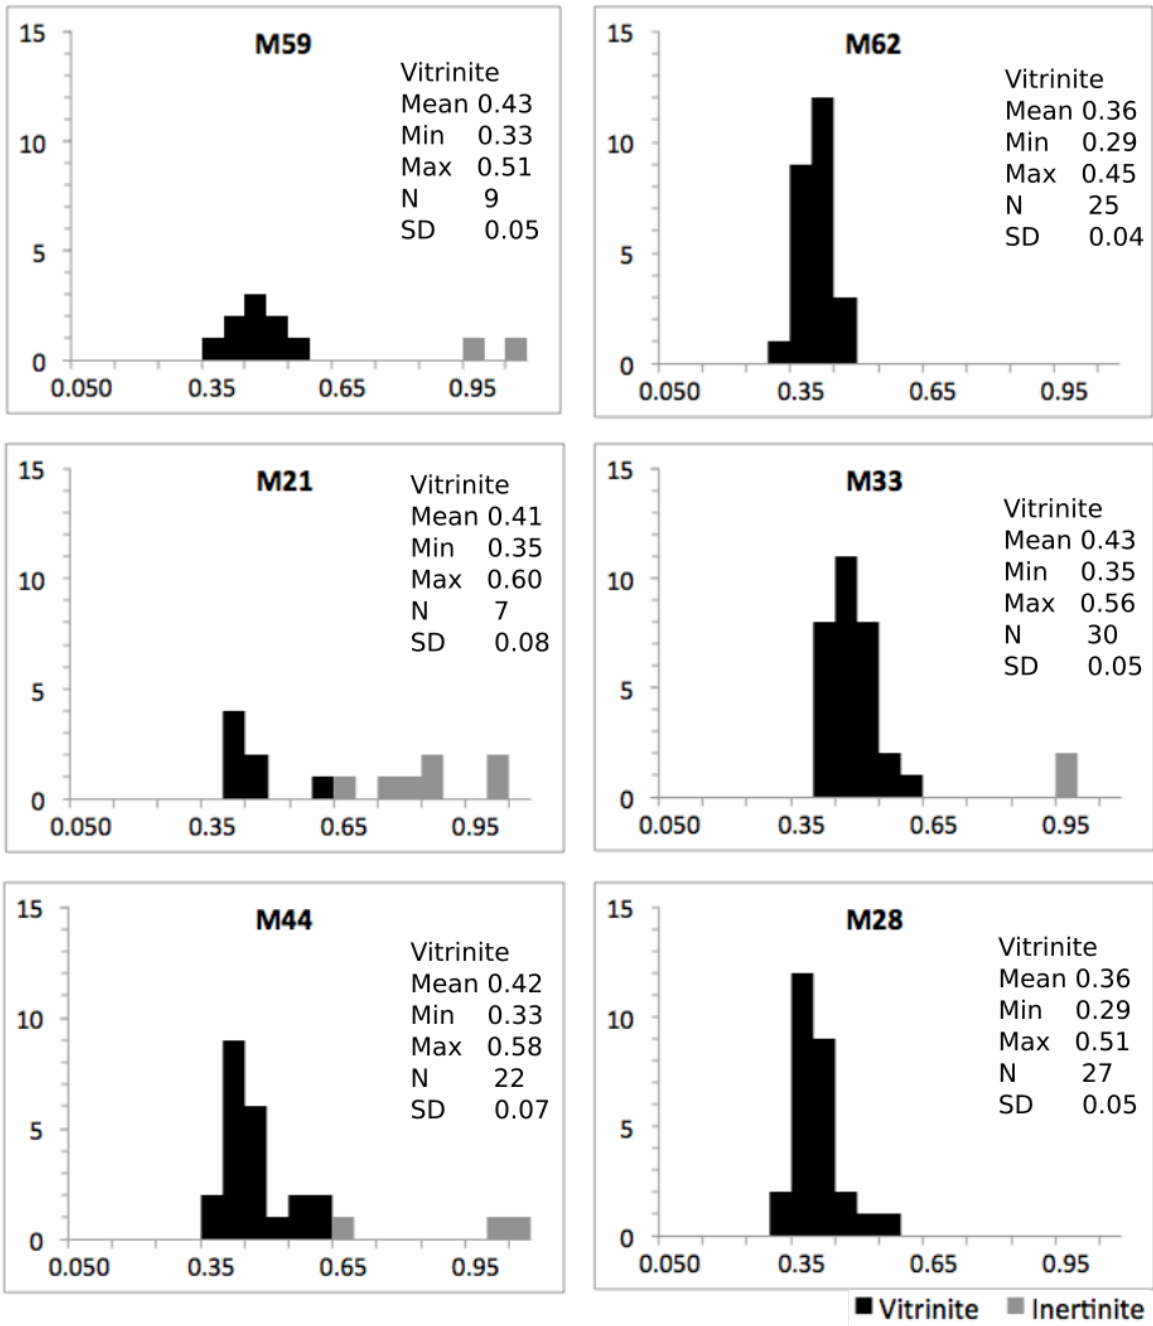 M59
15
10
5
0
0.050 0.35 0.65 0.95
Vitrinite
Mean 0.43
Min 0.33
Max 0.51
N 9
SD 0.05
M62
15
10
5
0
0.050 0.35 0.65 0.95
Vitrinite
Mean 0.36
Min 0.29
Max 0.45
N 25
SD 0.04
M21
15
10
5
0
0.050 0.35 0.65 0.95
Vitrinite
Mean 0.41
Min 0.35
Max 0.60
N 7
SD 0.08
M33
15
10
5
0
0.050 0.35 0.65 0.95
Vitrinite
Mean 0.43
Min 0.35
Max 0.56
N 30
SD 0.05
M44
15
10
5
0
0.050 0.35 0.65 0.95
Vitrinite
Mean 0.42
Min 0.33
Max 0.58
N 22
SD 0.07
M28
15
10
5
0
0.050 0.35 0.65 0.95
Vitrinite
Mean 0.36
Min 0.29
Max 0.51
N 27
SD 0.05
Vitrinite Inertinite